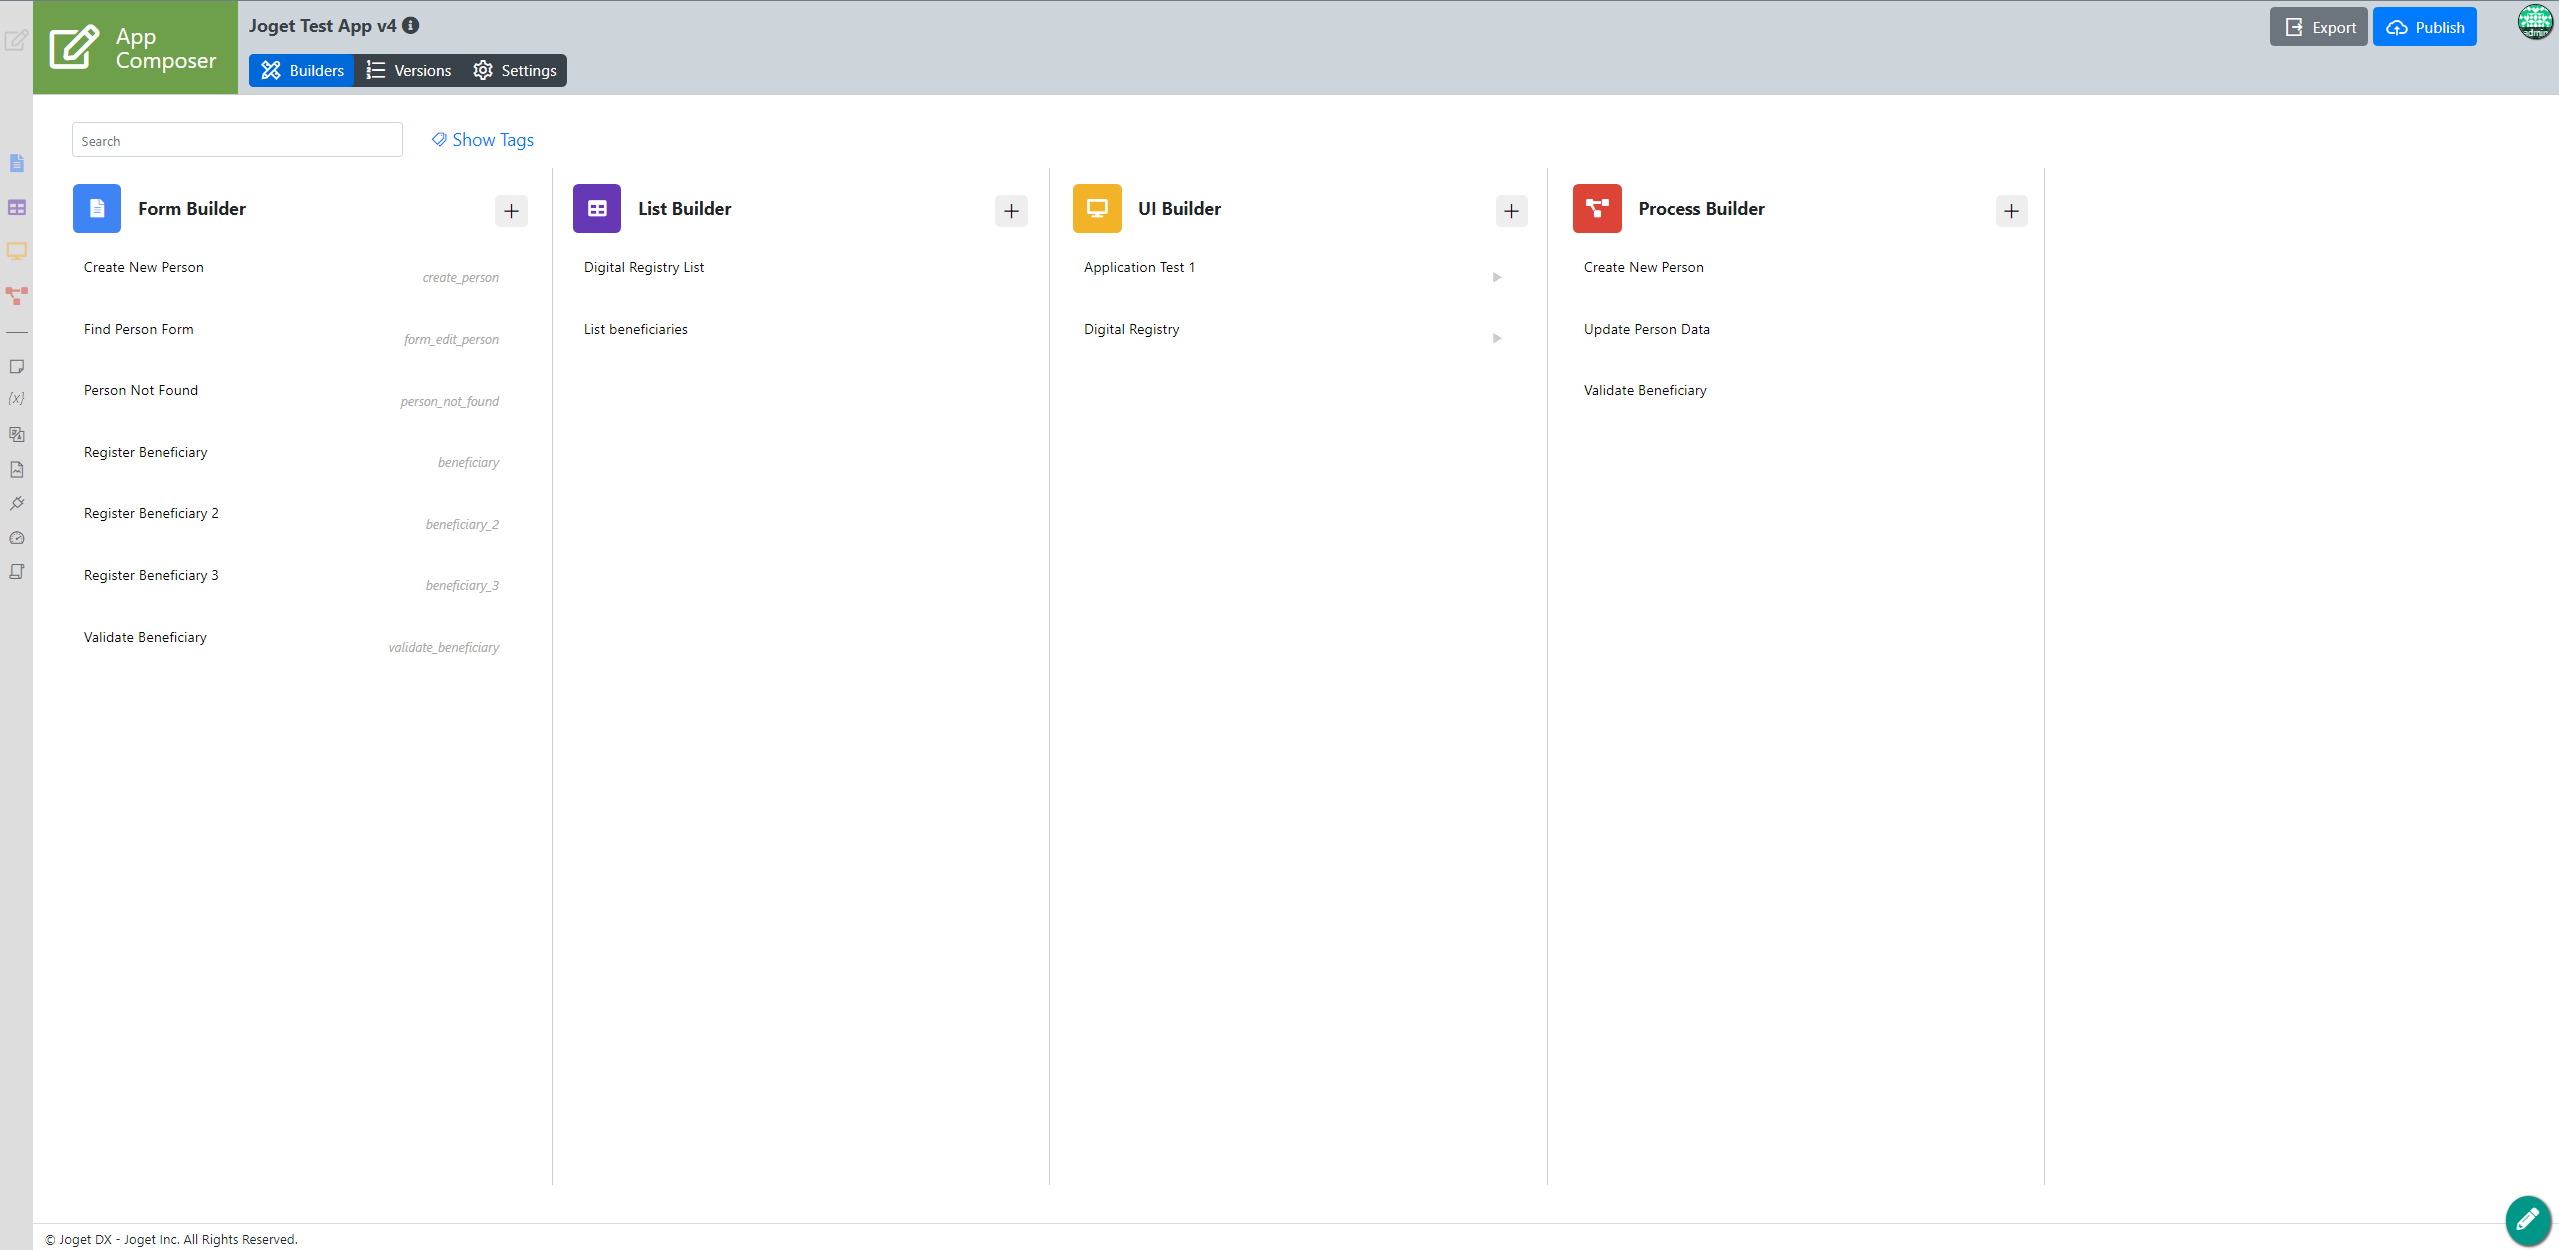 App
Composer
Joget Test App v4
Builders
Versions
Settings
Export
Publish
admin
Search
Show Tags
Form Builder
Create New Person
create_person
Find Person Form
form_edit_person
Person Not Found
person_not_found
Register Beneficiary
beneficiary
Register Beneficiary 2
beneficiary_2
Register Beneficiary 3
beneficiary_3
Validate Beneficiary
validate_beneficiary
List Builder
Digital Registry List
List beneficiaries
UI Builder
Application Test 1
Digital Registry
Process Builder
Create New Person
Update Person Data
Validate Beneficiary
{x}
© Joget DX - Joget Inc. All Rights Reserved.